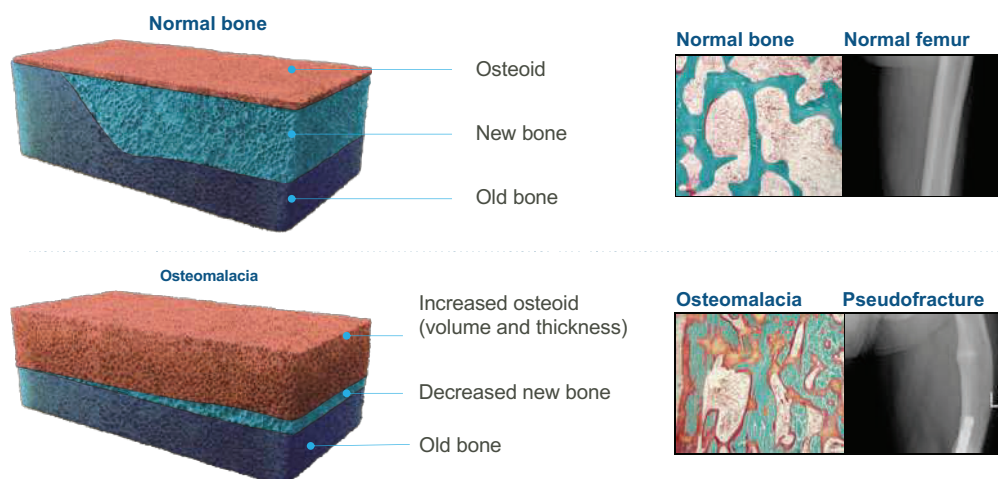 Normal bone
Osteoid
New bone
Old bone
Normal bone
Normal femur
Osteomalacia
Increased osteoid
(volume and thickness)
Decreased new bone
Old bone
Osteomalacia
Pseudofracture
L